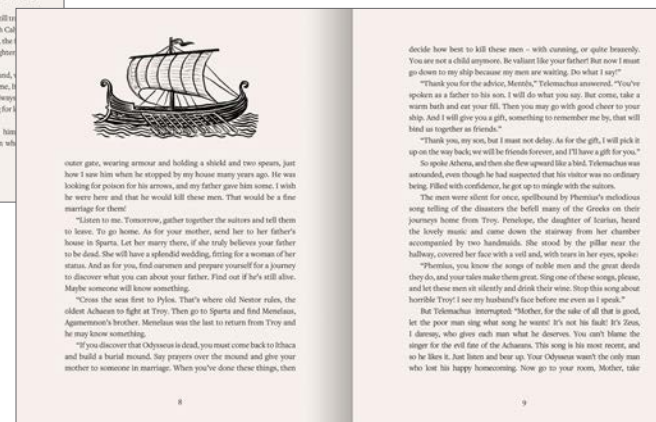 outer gate, wearing armour and holding a shield and two spears, just
how I saw him when he stopped by my house many years ago. He was
looking for poison for his arrows, and my father gave him some. I wish
he were here and that he would kill these men. That would be a fine
marriage for them!
"Listen to me. Tomorrow, gather together the suitors and tell them
to leave. To go home. As for your mother, send her to her father's
house in Sparta. Let her marry there, if she truly believes your father
to be dead. She will have a splendid wedding, fitting for a woman of her
status. And as for you, find oarsmen and prepare yourself for a journey
to discover what you can about your father. Find out if he's still alive.
Maybe someone will know something.
"Cross the seas first to Pylos. That's where old Nestor rules, the
oldest Achaean to fight at Troy. Then go to Sparta and find Menelaus,
Agamemnon's brother. Menelaus was the last to return from Troy and
he may know something.
"If you discover that Odysseus is dead, you must come back to Ithaca
and build a burial mound. Say prayers over the mound and give your
mother to someone in marriage. When you've done these things, then
8
decide how best to kill these men – with cunning, or quite brazenly.
You are not a child anymore. Be valiant like your father! But now I must
go down to my ship because my men are waiting. Do what I say!"
"Thank you for the advice, Mentēs," Telemachus answered. "You've
spoken as a father to his son. I will do what you say. But come, take a
warm bath and eat your fill. Then you may go with good cheer to your
ship. And I will give you a gift, something to remember me by, that will
bind us together as friends."
"Thank you, my son, but I must not delay. As for the gift, I will pick it
up on the way back; we will be friends forever, and I'll have a gift for you."
So spoke Athena, and then she flew upward like a bird. Telemachus was
astounded, even though he had suspected that his visitor was no ordinary
being. Filled with confidence, he got up to mingle with the suitors.
The men were silent for once, spellbound by Phemius's melodious
song telling of the disasters the befell many of the Greeks on their
journeys home from Troy. Penelope, the daughter of Icarius, heard
the lovely music and came down the stairway from her chamber
accompanied by two handmaids. She stood by the pillar near the
hallway, covered her face with a veil and, with tears in her eyes, spoke:
"Phemius, you know the songs of noble men and the great deeds
they do, and your tales make them great. Sing one of these songs, please,
and let these men sit silently and drink their wine. Stop this song about
horrible Troy! I see my husband's face before me even as I speak."
But Telemachus interrupted: "Mother, for the sake of all that is good,
let the poor man sing what song he wants! It's not his fault! It's Zeus,
I daresay, who gives each man what he deserves. You can't blame the
singer for the evil fate of the Achaeans. This song is his most recent, and
so he likes it. Just listen and bear up. Your Odysseus wasn't the only man
who lost his happy homecoming. Now go to your room, Mother, take
9